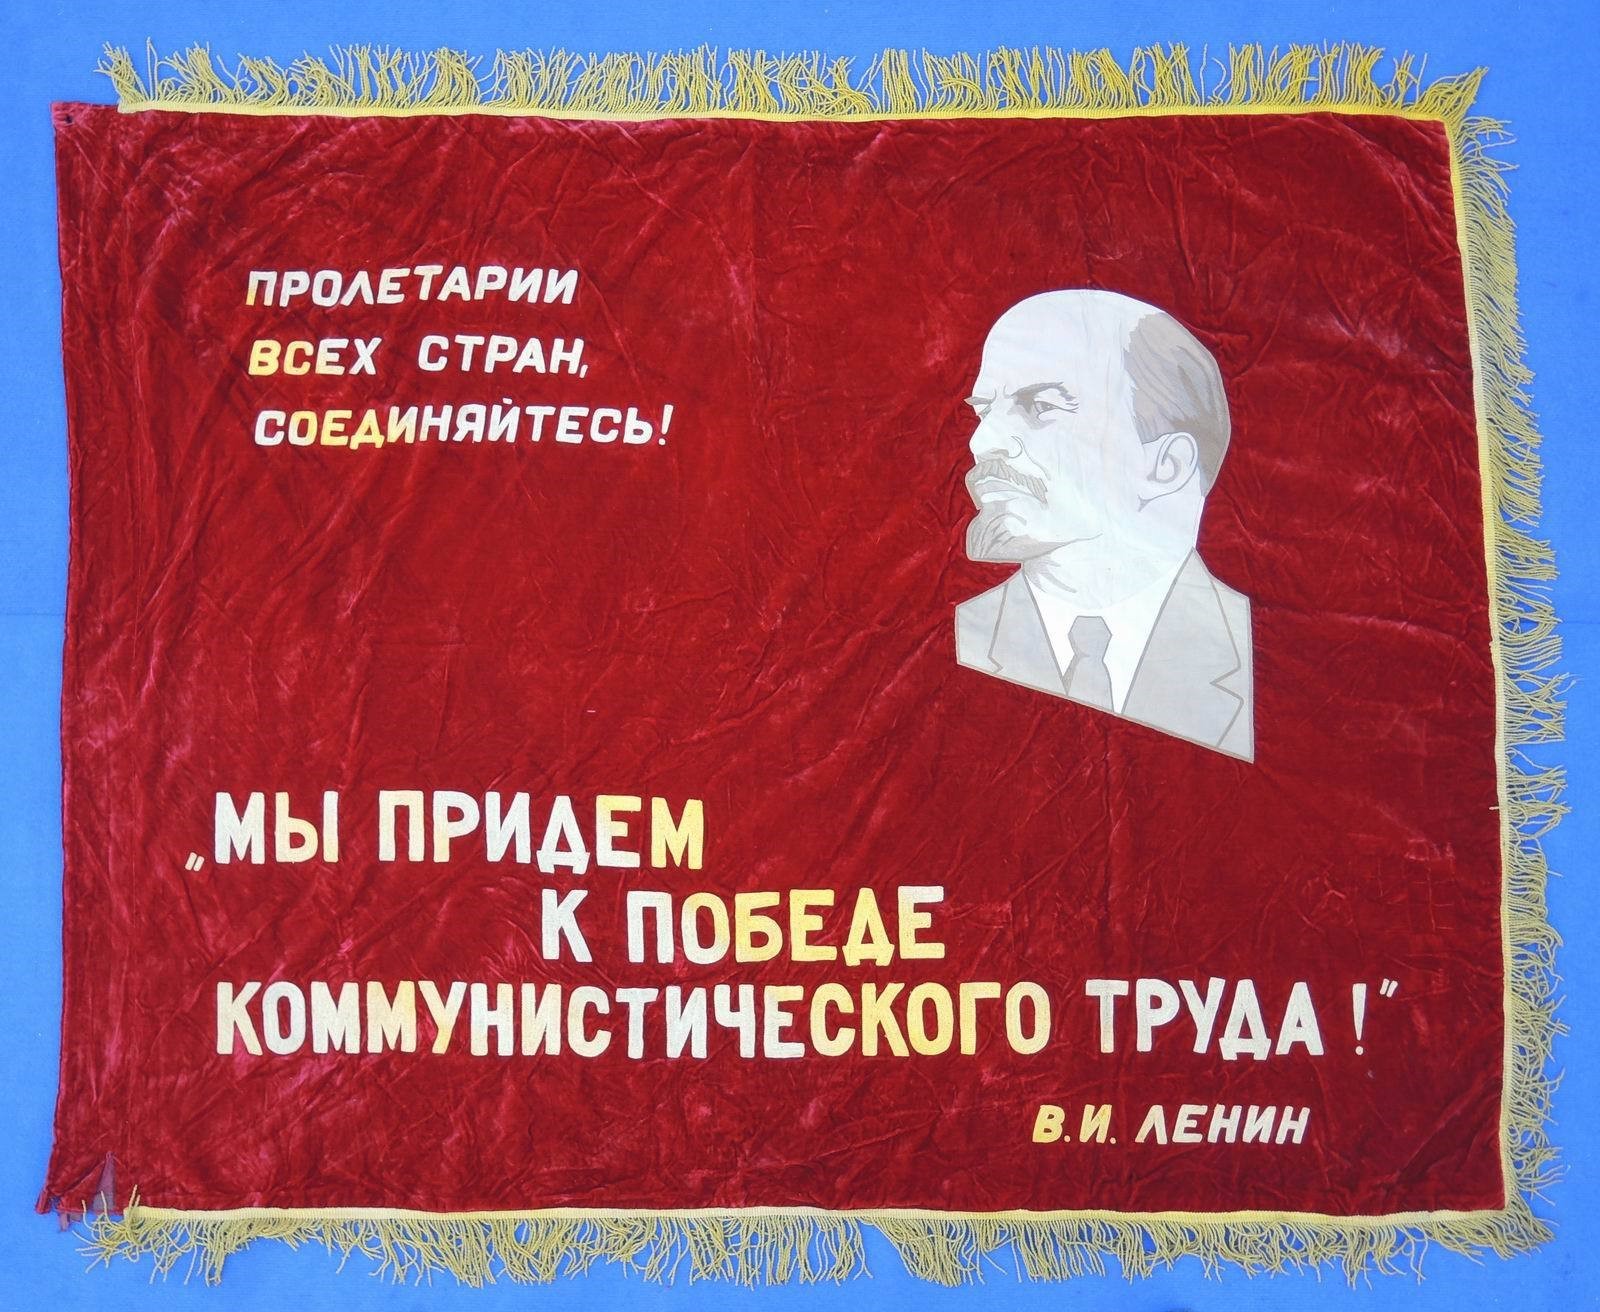 ПРОЛЕТАРИИ
ВСЕХ СТРАН,
СОЕДИНЯЙТЕСЬ!
„МЫ ПРИДЕМ
К ПОБЕДЕ
КОММУНИСТИЧЕСКОГО ТРУДА!"
В.И. ЛЕНИН